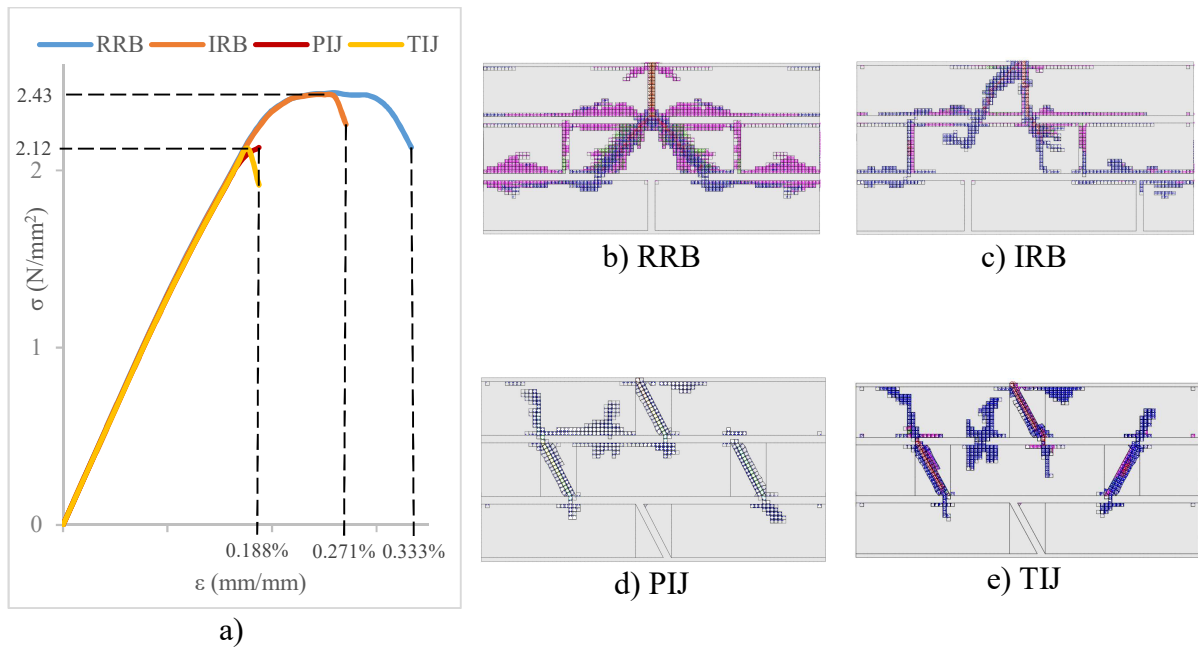 RRB IRB PIJ TIJ
2.43
2.12
2
1
0
σ (N/mm²)
0.188% 0.271% 0.333%
ε (mm/mm)
a)
b) RRB
c) IRB
d) PIJ
e) TIJ